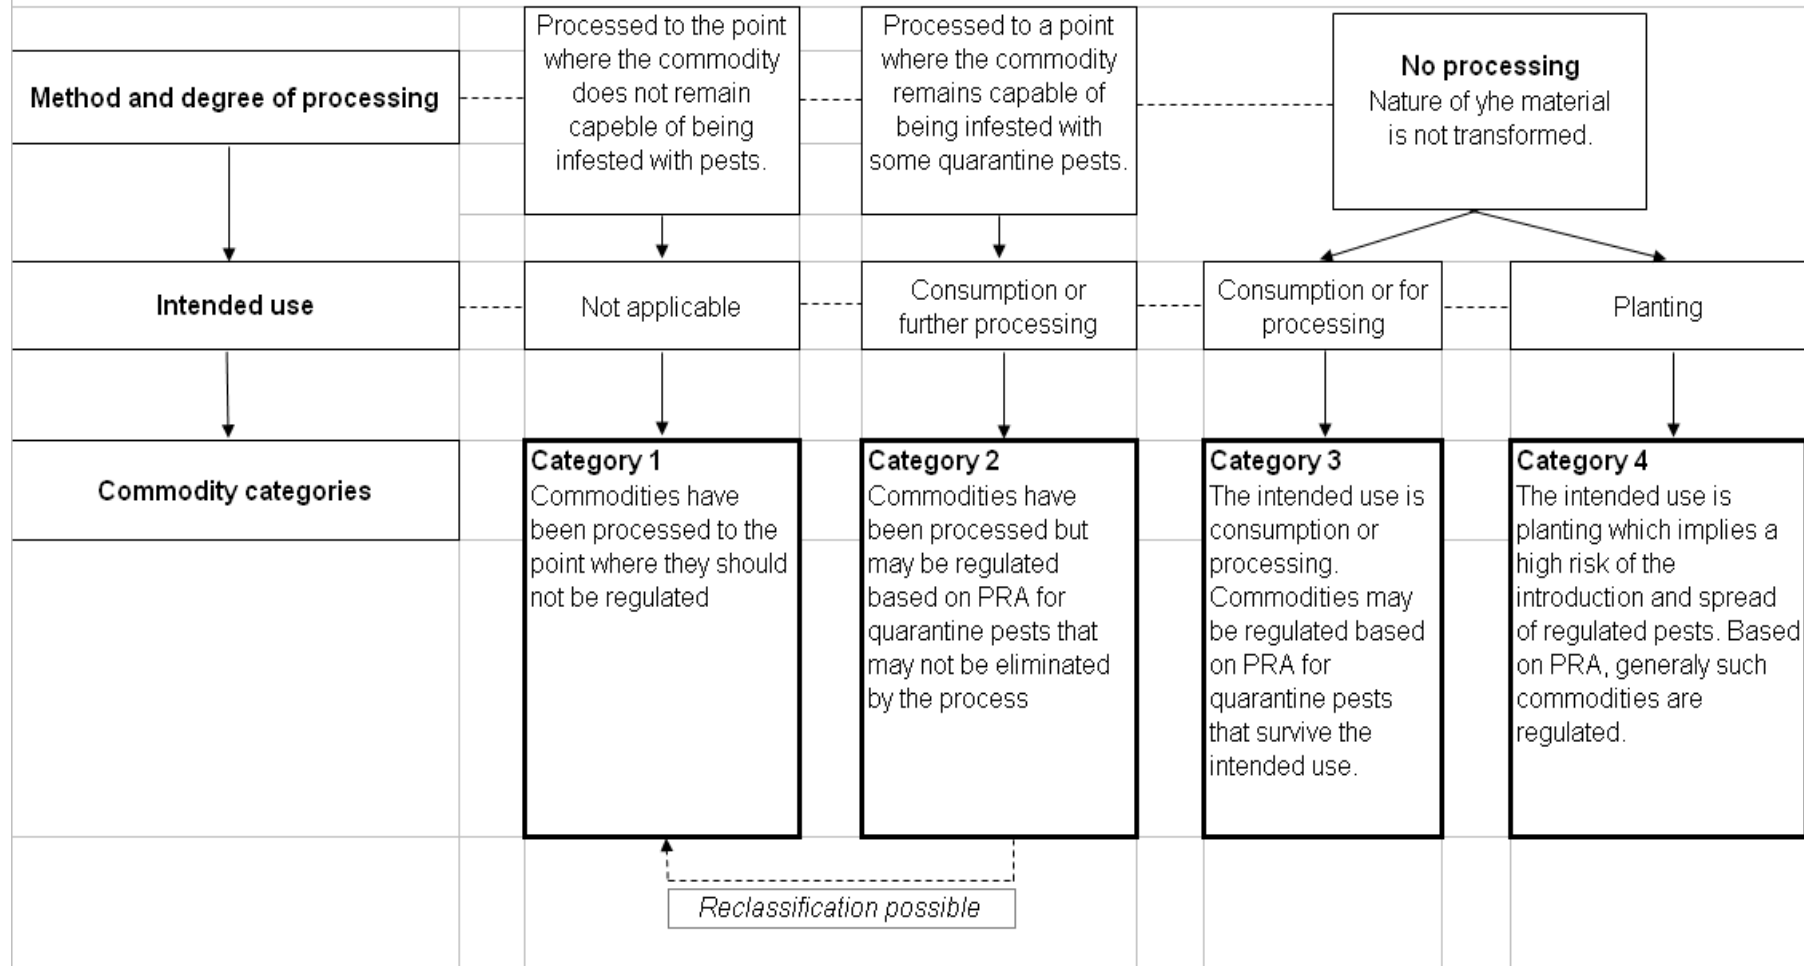 Method and degree of processing
Processed to the point
where the commodity
does not remain
capeble of being
infested with pests.
Processed to a point
where the commodity
remains capable of
being infested with
some quarantine pests.
No processing
Nature of yhe material
is not transformed.
Intended use
Not applicable
Consumption or
further processing
Consumption or for
processing
Planting
Commodity categories
Category 1
Commodities have
been processed to the
point where they should
not be regulated
Category 2
Commodities have
been processed but
may be regulated
based on PRA for
quarantine pests that
may not be eliminated
by the process
Category 3
The intended use is
consumption or
processing.
Commodities may
be regulated based
on PRA for
quarantine pests
that survive the
intended use.
Category 4
The intended use is
planting which implies a
high risk of the
introduction and spread
of regulated pests. Based
on PRA, generaly such
commodities are
regulated.
Reclassification possible